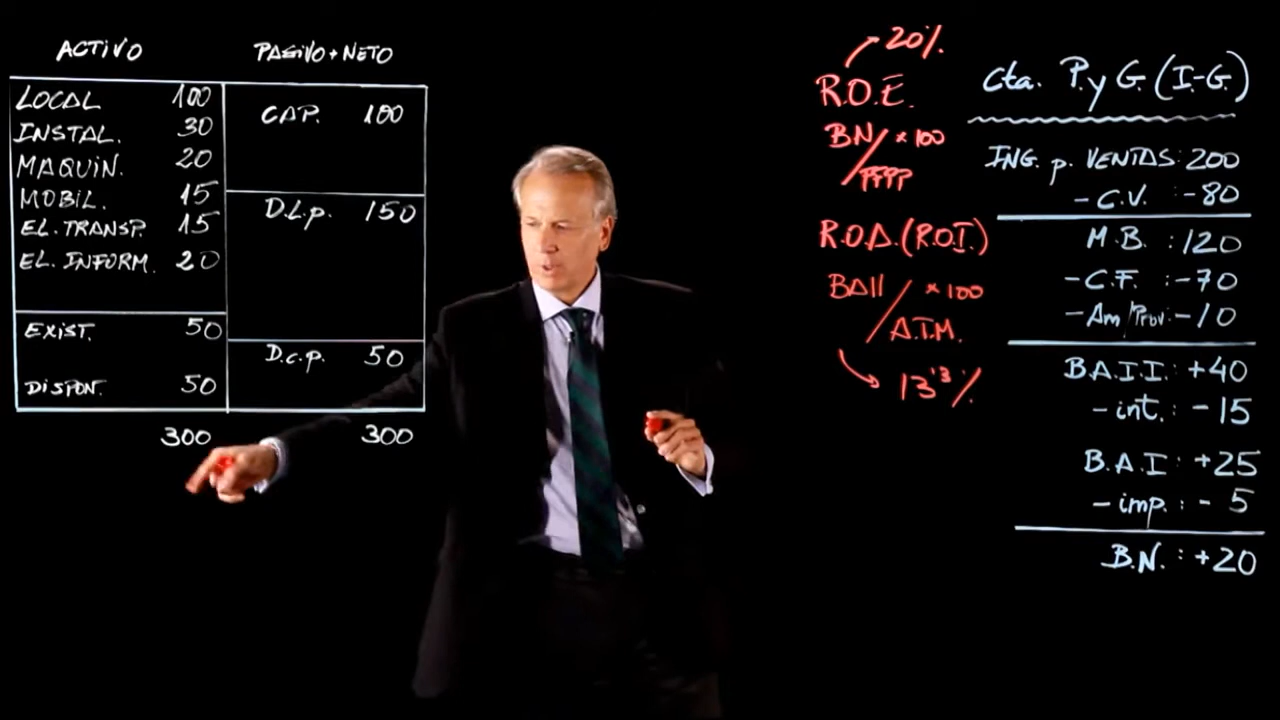 ACTIVO
PASIVO + NETO
LOCAL 100
INSTAL. 30
MAQUIN. 20
MOBIL. 15
EL. TRANSP. 15
EL. INFORM. 20
EXIST. 50
DISPON. 50
300
CAP. 100
D.L.p. 150
D.c.p. 50
300
20%
R.O.E.
BN/ x 100
PFPP
R.O.A. (R.O.I.)
BAII / x 100
A.T.M.
13'3%
Cta. P. y G. (I-G.)
ING. p. VENTAS: 200
- C.V. : -80
M.B. : 120
- C.F. : -70
- Am/Prov: -10
B.A.I.I.: +40
- int.: -15
B.A.I : +25
- imp. : - 5
B.N. : +20